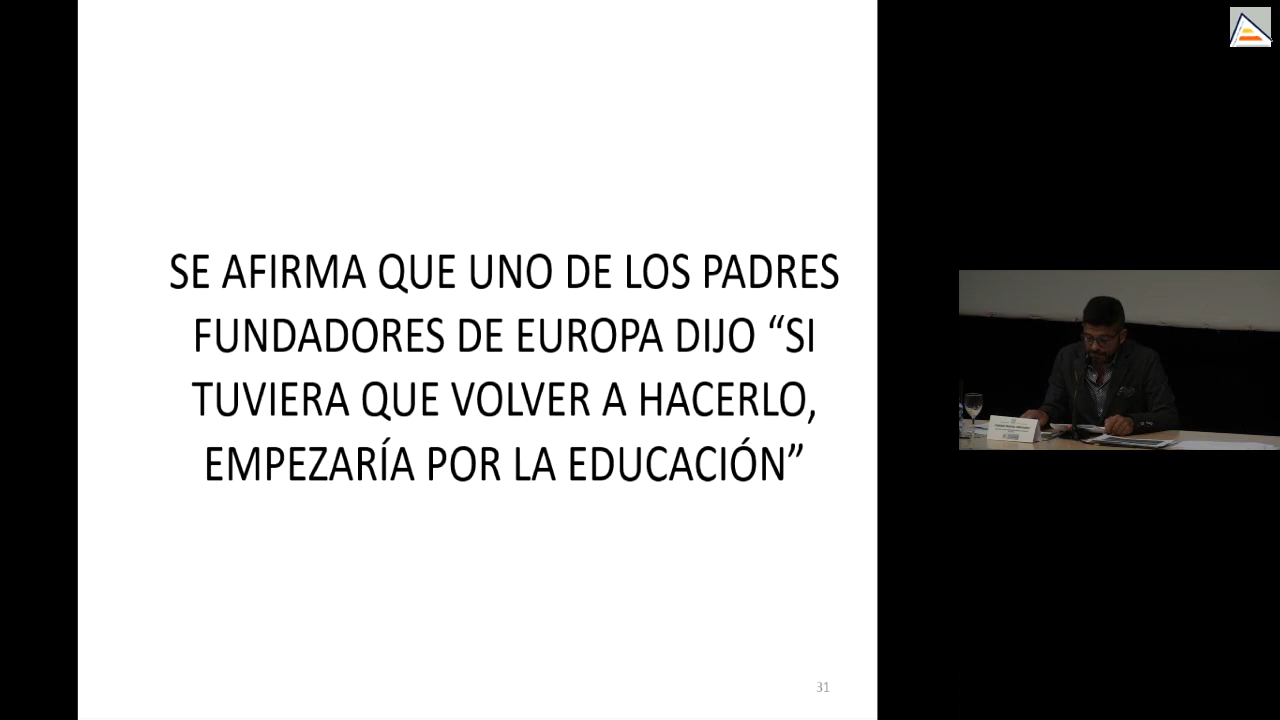 SE AFIRMA QUE UNO DE LOS PADRES
FUNDADORES DE EUROPA DIJO “SI
TUVIERA QUE VOLVER A HACERLO,
EMPEZARÍA POR LA EDUCACIÓN”
31